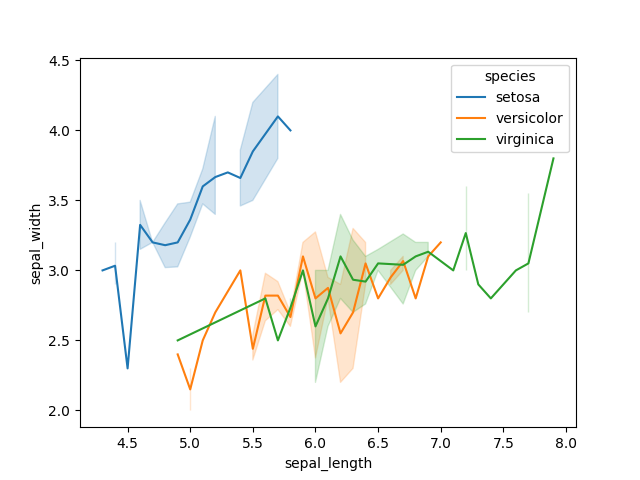 4.5
4.0
3.5
3.0
2.5
2.0
sepal_width
species
setosa
versicolor
virginica
4.5 5.0 5.5 6.0 6.5 7.0 7.5 8.0
sepal_length